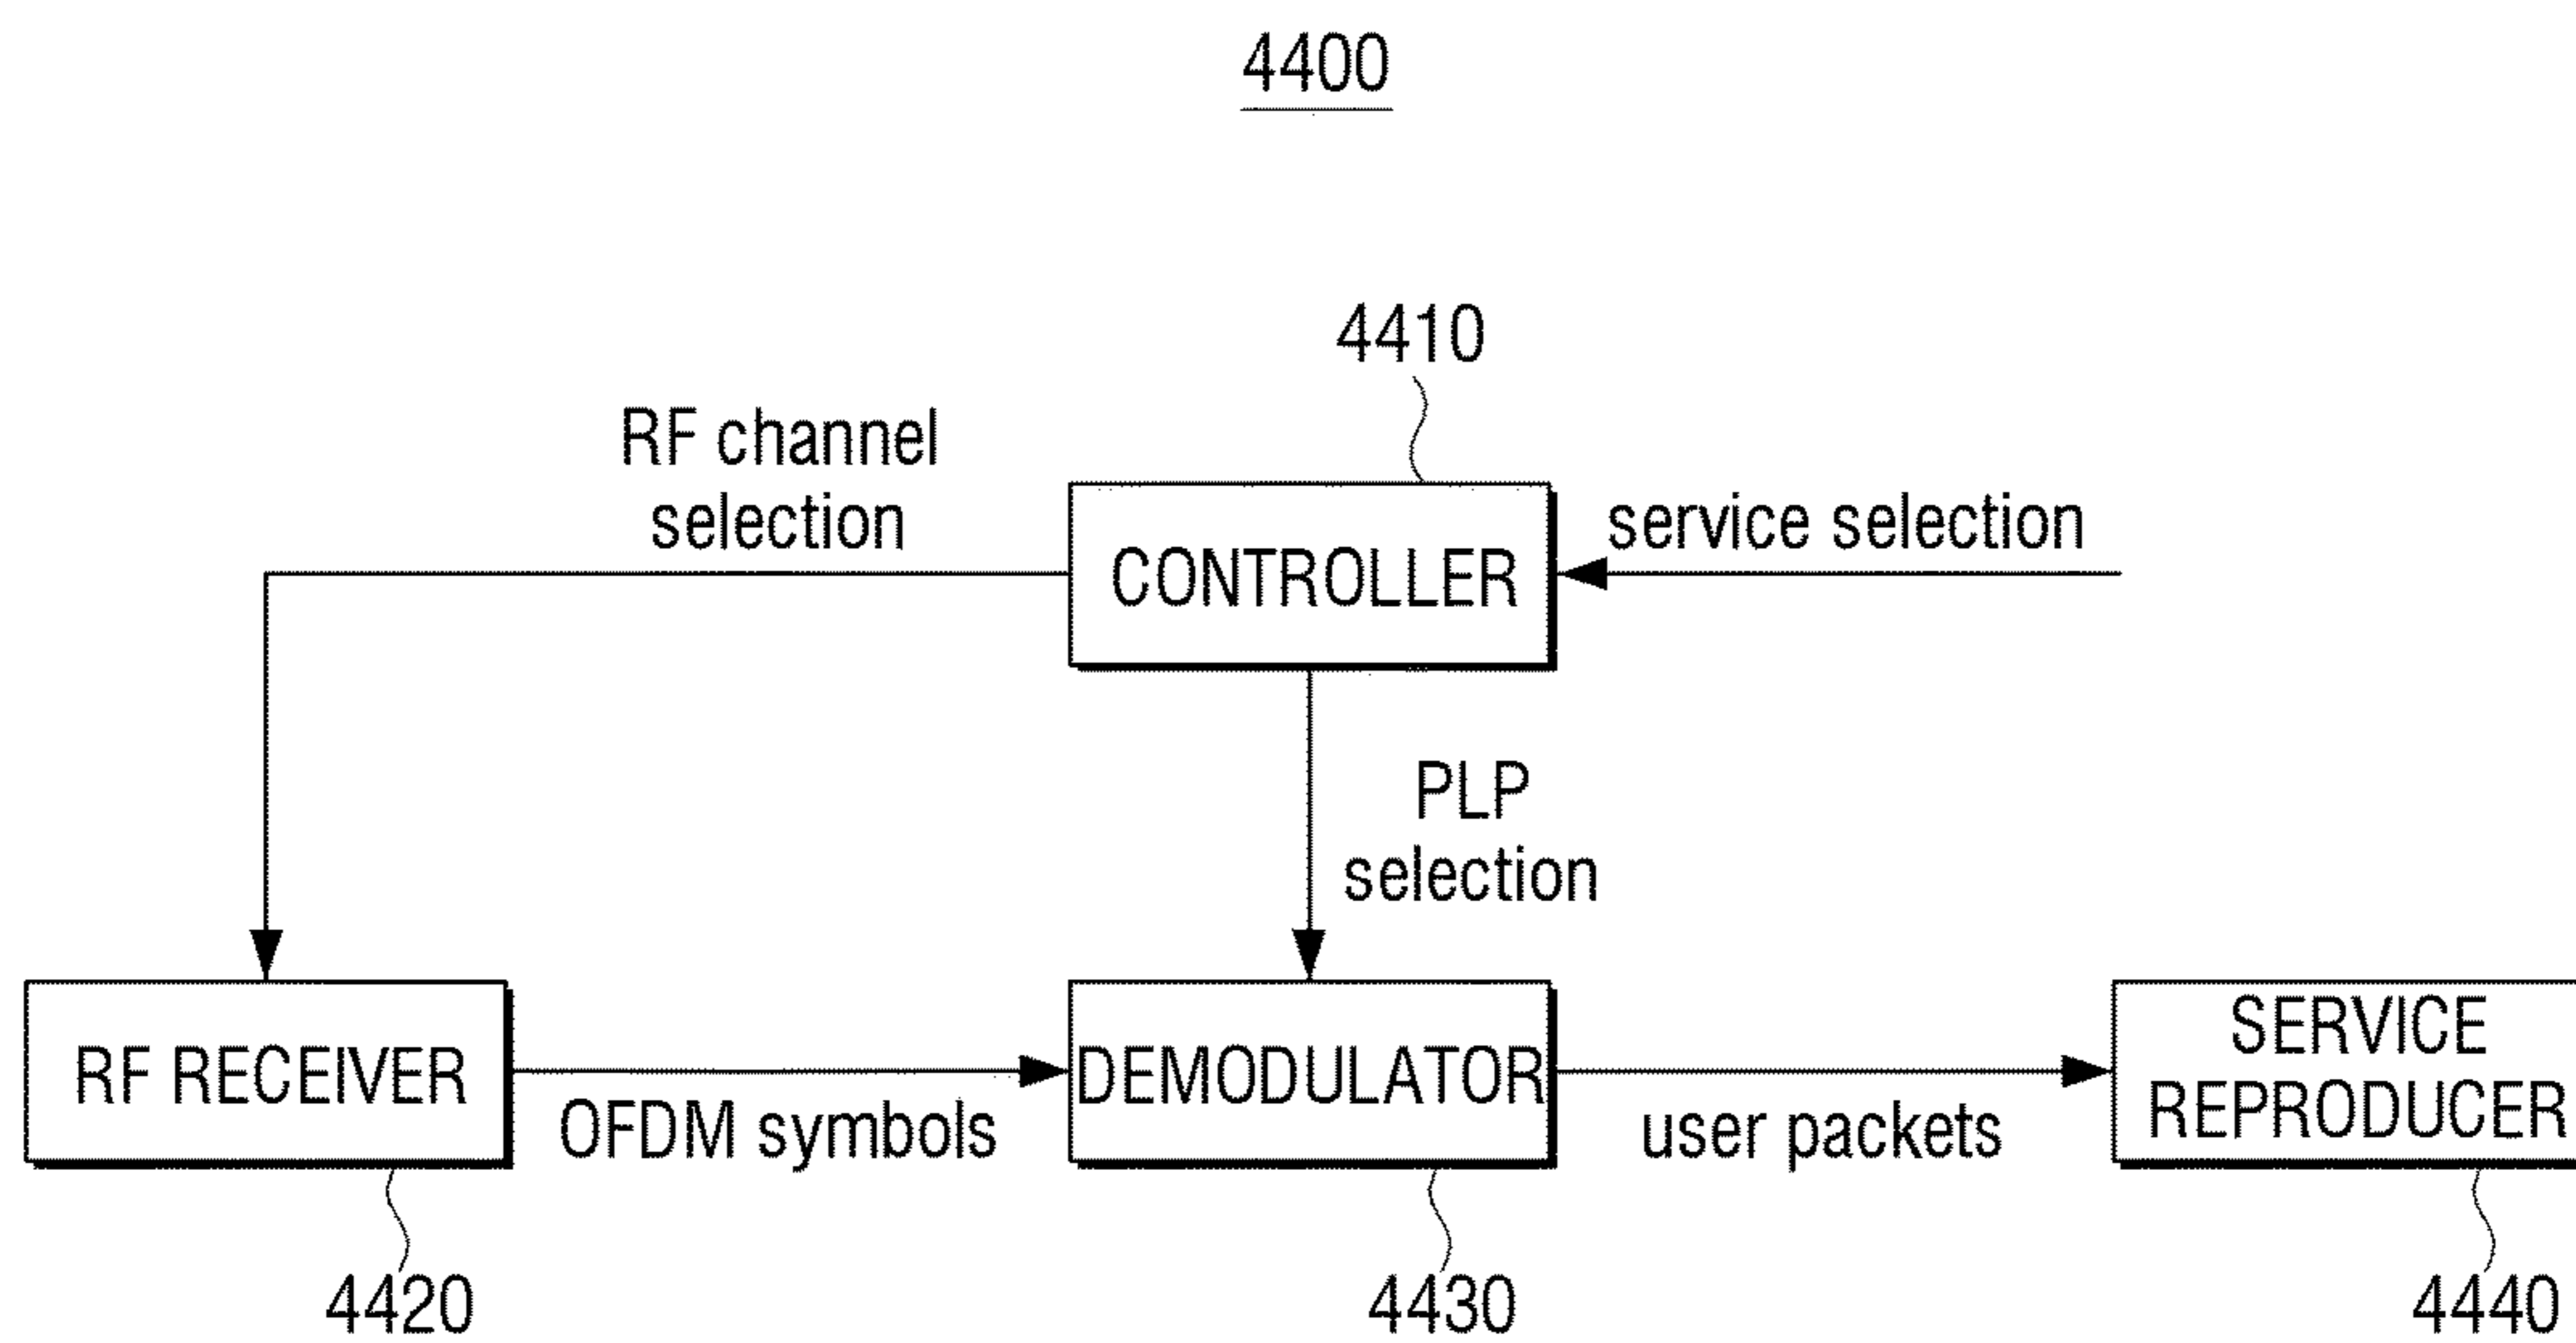 4400
4410
RF channel
selection
CONTROLLER
service selection
PLP
selection
RF RECEIVER
OFDM symbols
DEMODULATOR
user packets
SERVICE
REPRODUCER
4420
4430
4440